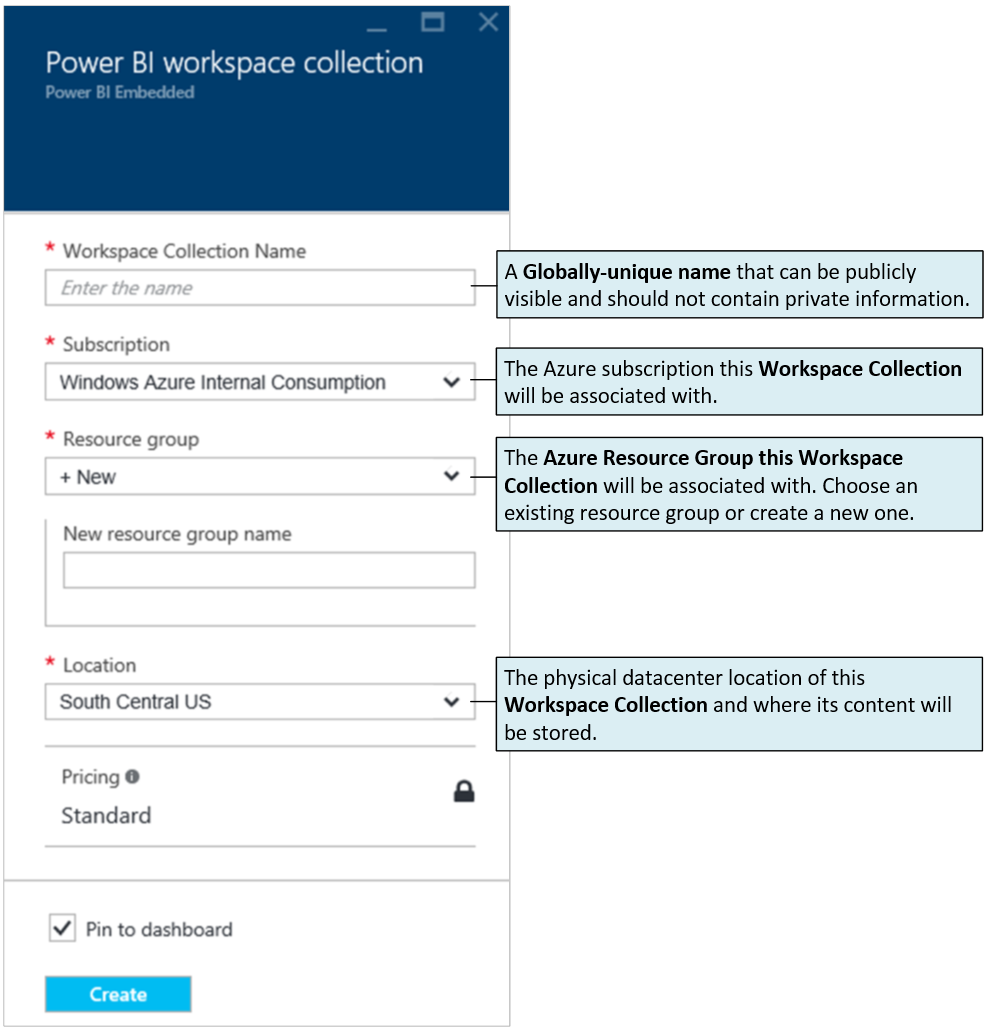 Power BI workspace collection
Power BI Embedded
* Workspace Collection Name
Enter the name
A Globally-unique name that can be publicly
visible and should not contain private information.
* Subscription
Windows Azure Internal Consumption
The Azure subscription this Workspace Collection
will be associated with.
* Resource group
+ New
The Azure Resource Group this Workspace
Collection will be associated with. Choose an
existing resource group or create a new one.
New resource group name
* Location
South Central US
The physical datacenter location of this
Workspace Collection and where its content will
be stored.
Pricing
Standard
Pin to dashboard
Create